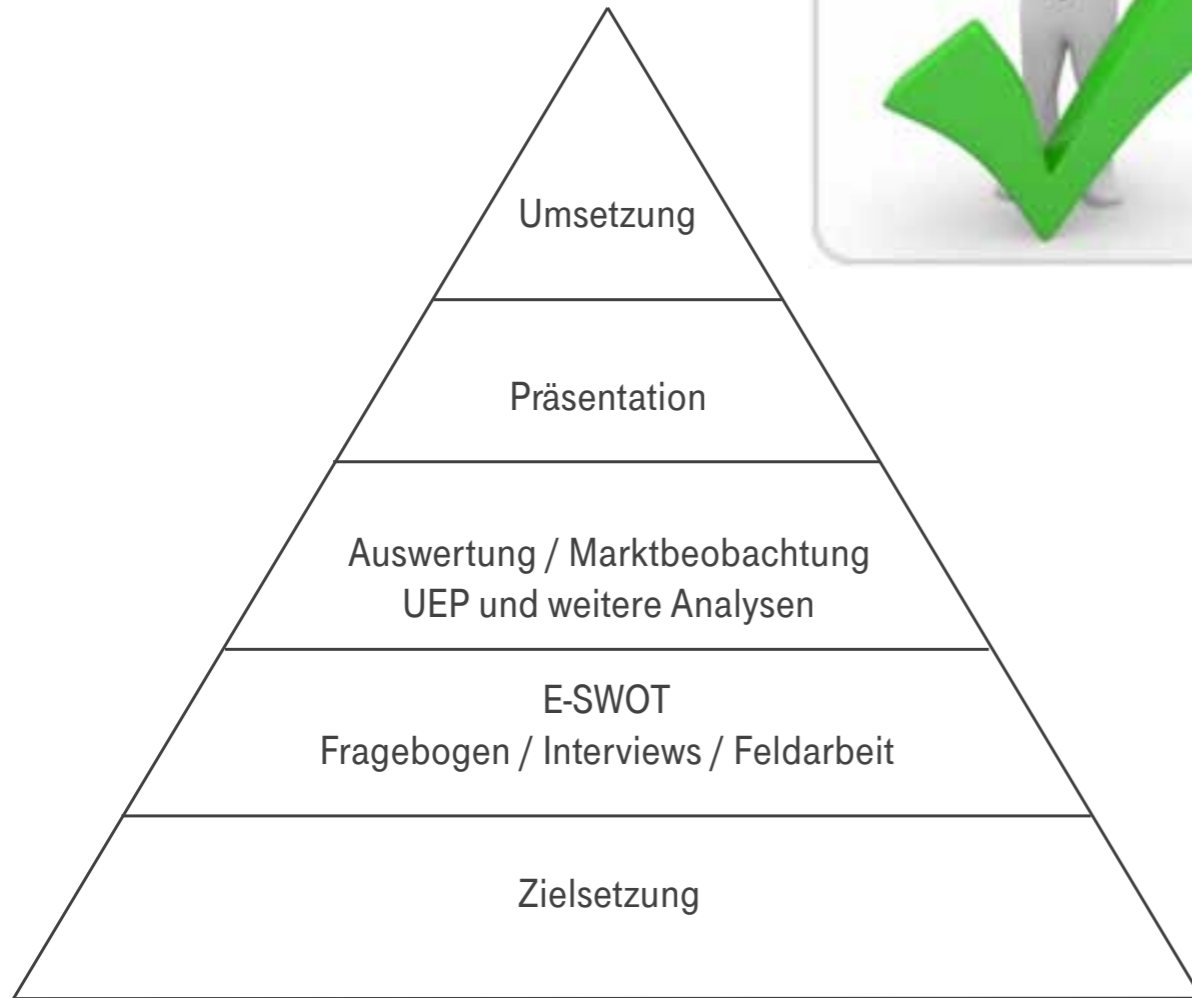 Umsetzung
Präsentation
Auswertung / Marktbeobachtung
UEP und weitere Analysen
E-SWOT
Fragebogen / Interviews / Feldarbeit
Zielsetzung